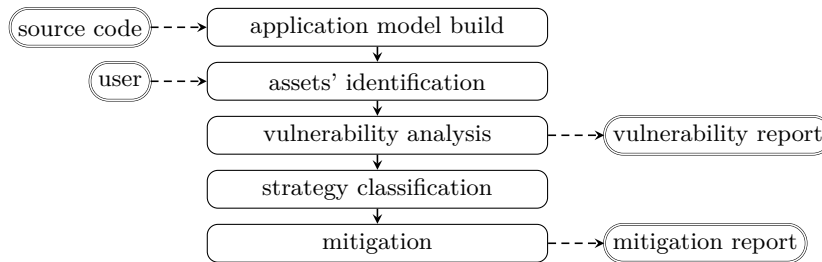 source code
application model build
user
assets' identification
vulnerability analysis
vulnerability report
strategy classification
mitigation
mitigation report